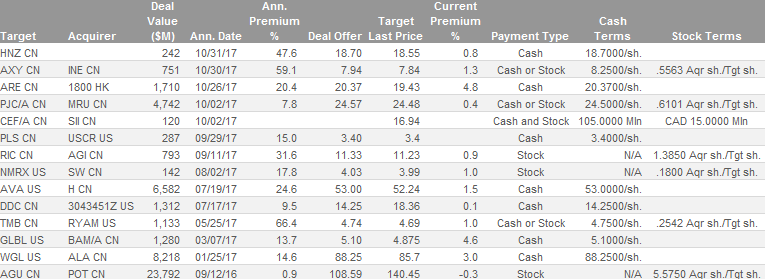 Deal Ann. Target Current
Value Premium Last Premium Cash
Target Acquirer ($M) Ann. Date % Deal Offer Price % Payment Type Terms Stock Terms
HNZ CN 242 10/31/17 47.6 18.70 18.55 0.8 Cash 18.7000/sh.
AXY CN INE CN 751 10/30/17 59.1 7.94 7.84 1.3 Cash or Stock 8.2500/sh. .5563 Aqr sh./Tgt sh.
ARE CN 1800 HK 1,710 10/26/17 20.4 20.37 19.43 4.8 Cash 20.3700/sh.
PJC/A CN MRU CN 4,742 10/02/17 7.8 24.57 24.48 0.4 Cash or Stock 24.5000/sh. .6101 Aqr sh./Tgt sh.
CEF/A CN SII CN 120 10/02/17 16.94 Cash and Stock 105.0000 Mln CAD 15.0000 Mln
PLS CN USCR US 287 09/29/17 15.0 3.40 3.4 Cash 3.4000/sh.
RIC CN AGI CN 793 09/11/17 31.6 11.33 11.23 0.9 Stock N/A 1.3850 Aqr sh./Tgt sh.
NMRX US SW CN 142 08/02/17 17.8 4.03 3.99 1.0 Stock N/A .1800 Aqr sh./Tgt sh.
AVA US H CN 6,582 07/19/17 24.6 53.00 52.24 1.5 Cash 53.0000/sh.
DDC CN 3043451Z US 1,312 07/17/17 9.5 14.25 18.36 0.1 Cash 14.2500/sh.
TMB CN RYAM US 1,133 05/25/17 66.4 4.74 4.69 1.0 Cash or Stock 4.7500/sh. .2542 Aqr sh./Tgt sh.
GLBL US BAM/A CN 1,280 03/07/17 13.7 5.10 4.875 4.6 Cash 5.1000/sh.
WGL US ALA CN 8,218 01/25/17 14.6 88.25 85.7 3.0 Cash 88.2500/sh.
AGU CN POT CN 23,792 09/12/16 0.9 108.59 140.45 -0.3 Stock N/A 5.5750 Aqr sh./Tgt sh.